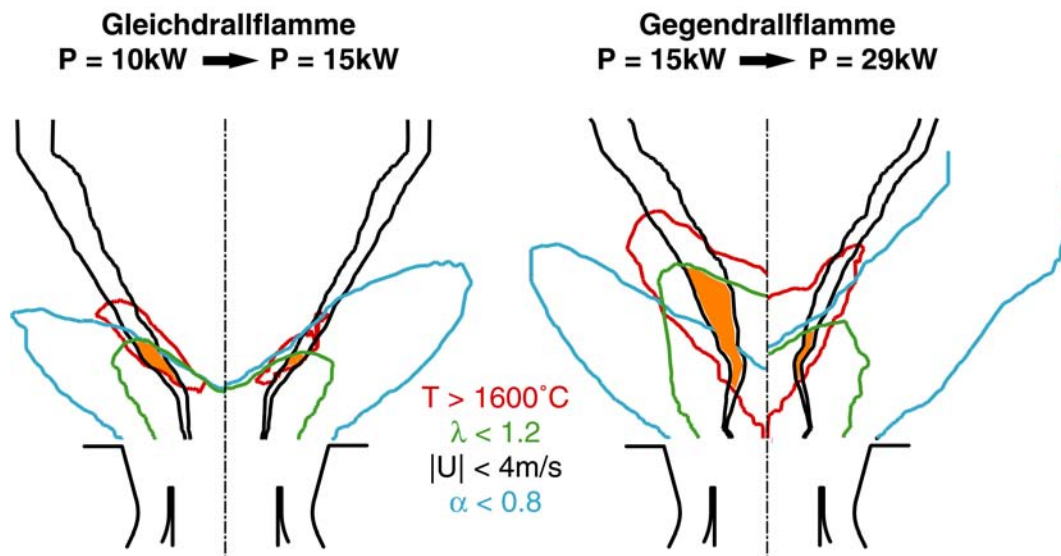 Gleichdrallflamme
P = 10kW ➡ P = 15kW
Gegendrallflamme
P = 15kW ➡ P = 29kW
T > 1600°C
λ < 1.2
|U| < 4m/s
α < 0.8